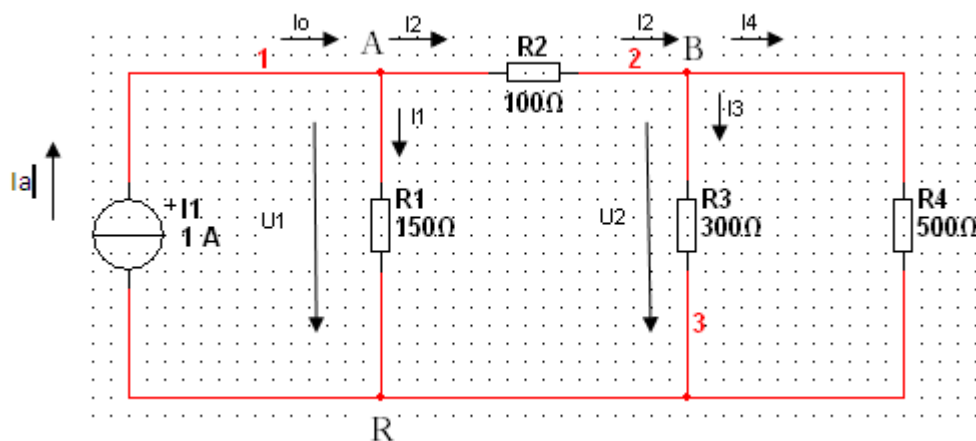 Io
A
I2
1
R2
100Ω
I2
2
B
I4
Ia
I1
I3
+
I1
1 A
U1
R1
150Ω
U2
R3
300Ω
R4
500Ω
3
R